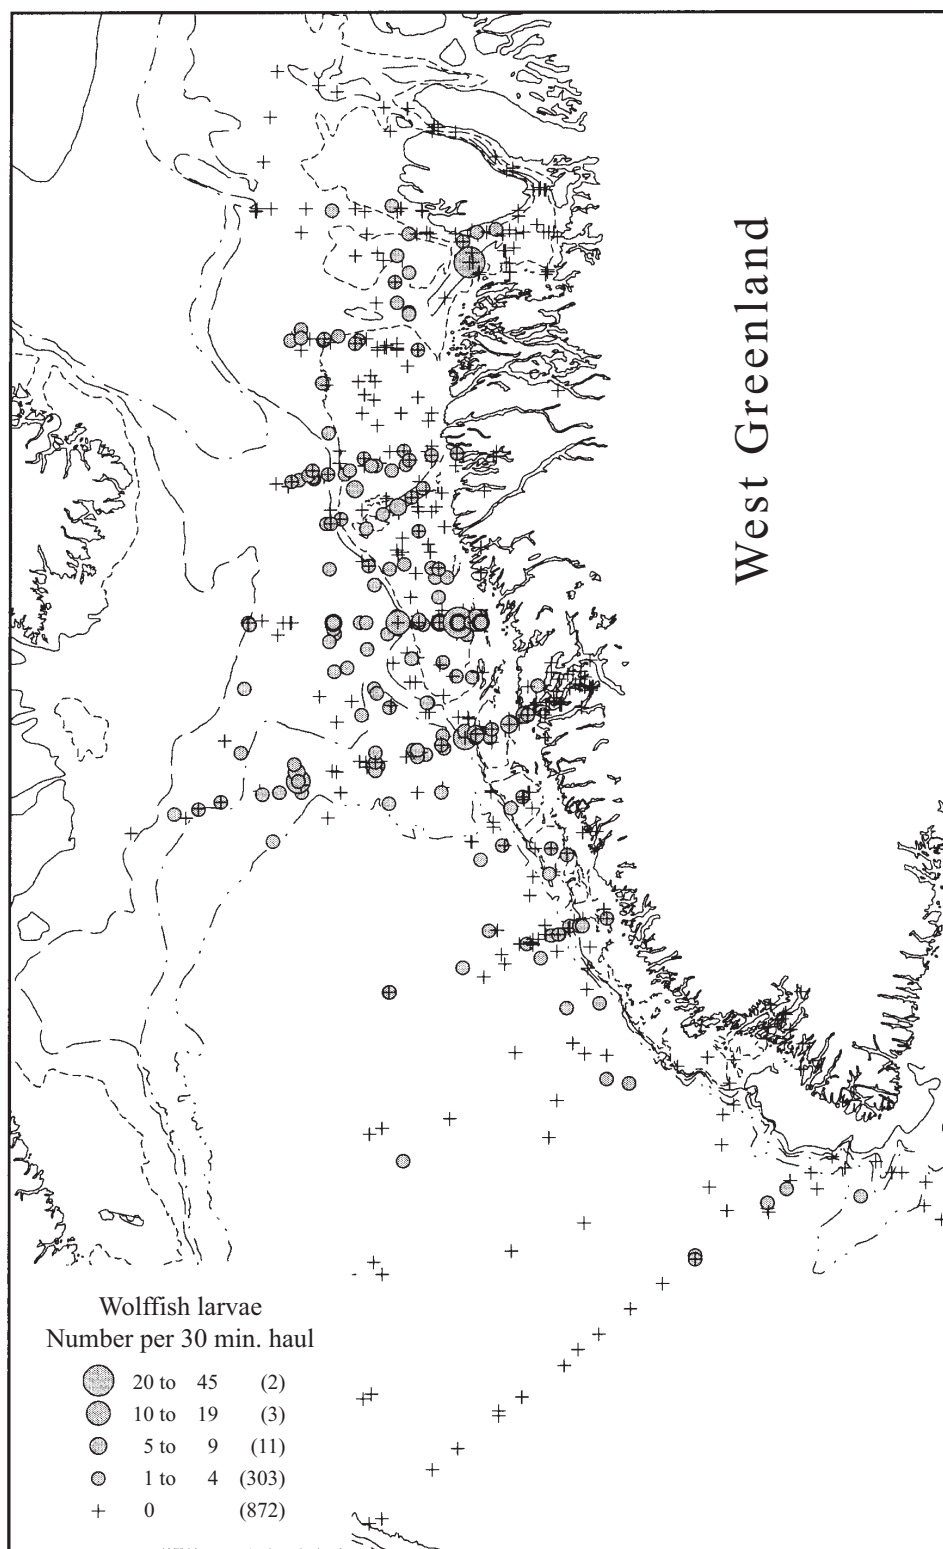 West Greenland
Wolffish larvae
Number per 30 min. haul
20 to 45 (2)
10 to 19 (3)
5 to 9 (11)
1 to 4 (303)
0 (872)